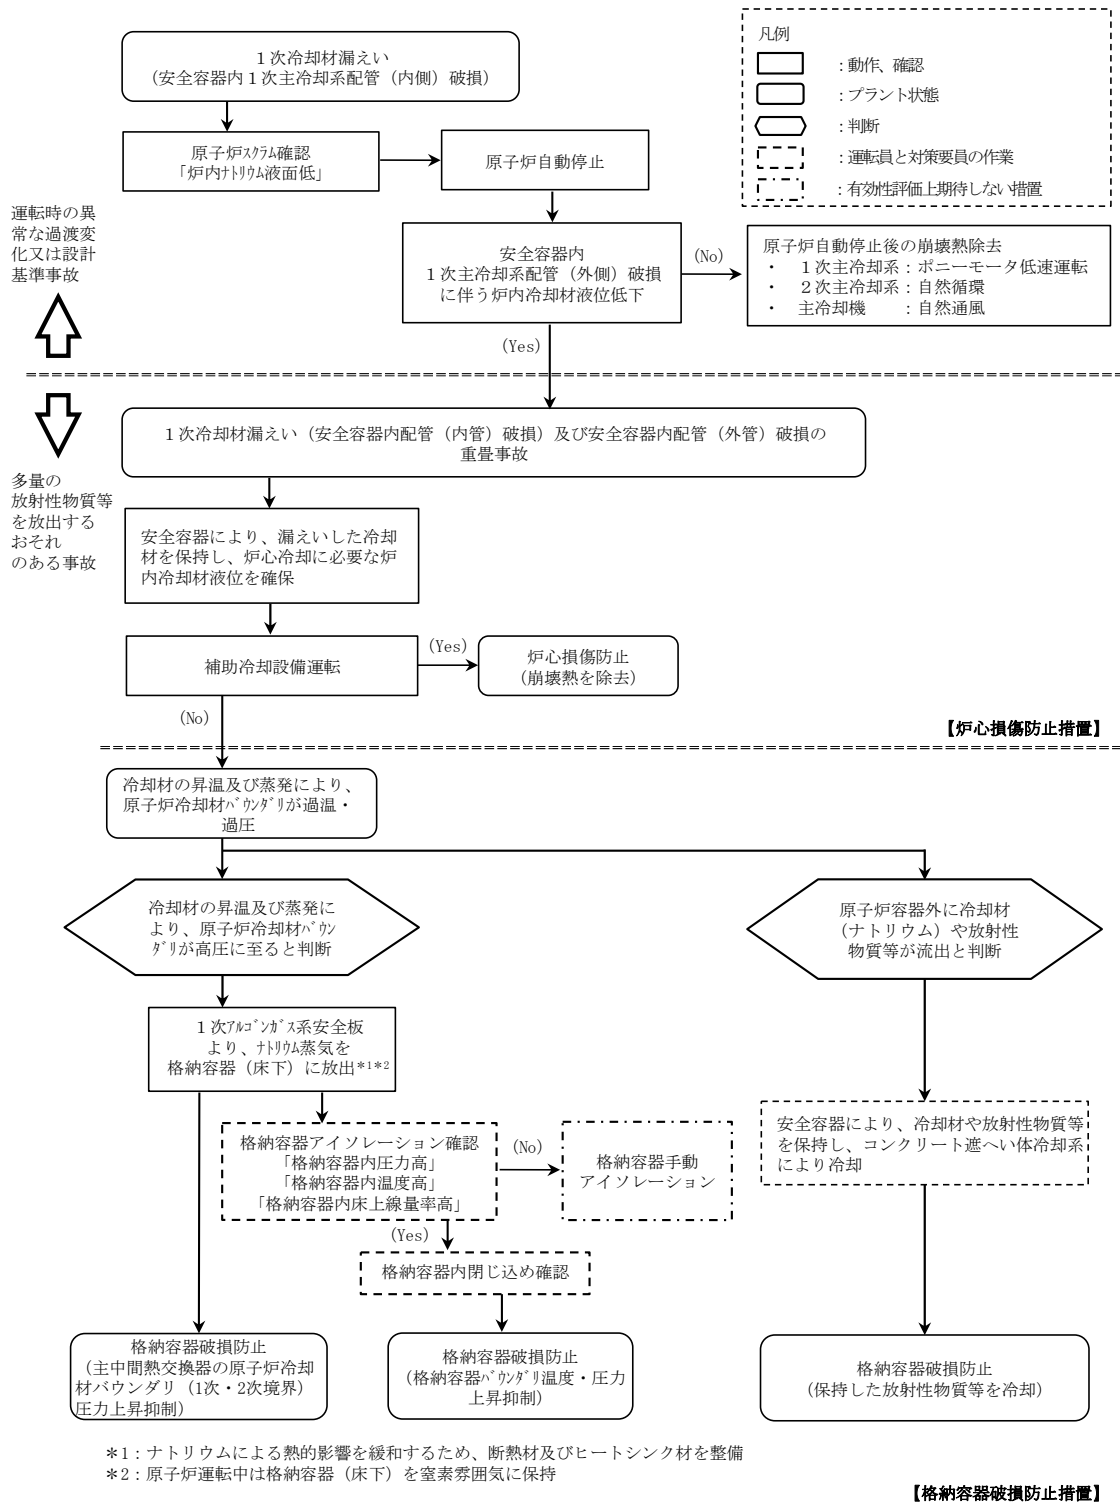 凡例
：動作、確認
：プラント状態
：判断
：運転員と対策要員の作業
：有効性評価上期待しない措置
１次冷却材漏えい
（安全容器内１次主冷却系配管（内側）破損）
原子炉ｽｸﾗﾑ確認
「炉内ﾅﾄﾘｳﾑ液面低」
原子炉自動停止
運転時の異
常な過渡変
化又は設計
基準事故
安全容器内
１次主冷却系配管（外側）破損
に伴う炉内冷却材液位低下
(No)
原子炉自動停止後の崩壊熱除去
・　１次主冷却系：ポニーモータ低速運転
・　２次主冷却系：自然循環
・　主冷却機　　：自然通風
(Yes)
１次冷却材漏えい（安全容器内配管（内管）破損）及び安全容器内配管（外管）破損の
重畳事故
多量の
放射性物質等
を放出する
おそれ
のある事故
安全容器により、漏えいした冷却
材を保持し、炉心冷却に必要な炉
内冷却材液位を確保
補助冷却設備運転
(Yes)
炉心損傷防止
（崩壊熱を除去）
(No)
【炉心損傷防止措置】
冷却材の昇温及び蒸発により、
原子炉冷却材ﾊﾞｳﾝﾀﾞﾘが過温・
過圧
冷却材の昇温及び蒸発に
より、原子炉冷却材ﾊﾞｳﾝ
ﾀﾞﾘが高圧に至ると判断
原子炉容器外に冷却材
（ナトリウム）や放射性
物質等が流出と判断
１次ｱﾙｺﾞﾝｶﾞｽ系安全板
より、ﾅﾄﾘｳﾑ蒸気を
格納容器（床下）に放出*1*2
格納容器アイソレーション確認
「格納容器内圧力高」
「格納容器内温度高」
「格納容器内床上線量率高」
(No)
格納容器手動
アイソレーション
安全容器により、冷却材や放射性物質等
を保持し、コンクリート遮へい体冷却系
により冷却
(Yes)
格納容器内閉じ込め確認
格納容器破損防止
（主中間熱交換器の原子炉冷却
材バウンダリ（1次・2次境界）
圧力上昇抑制）
格納容器破損防止
（格納容器ﾊﾞｳﾝﾀﾞﾘ温度・圧力
上昇抑制）
格納容器破損防止
（保持した放射性物質等を冷却）
*1：ナトリウムによる熱的影響を緩和するため、断熱材及びヒートシンク材を整備
*2：原子炉運転中は格納容器（床下）を窒素雰囲気に保持
【格納容器破損防止措置】